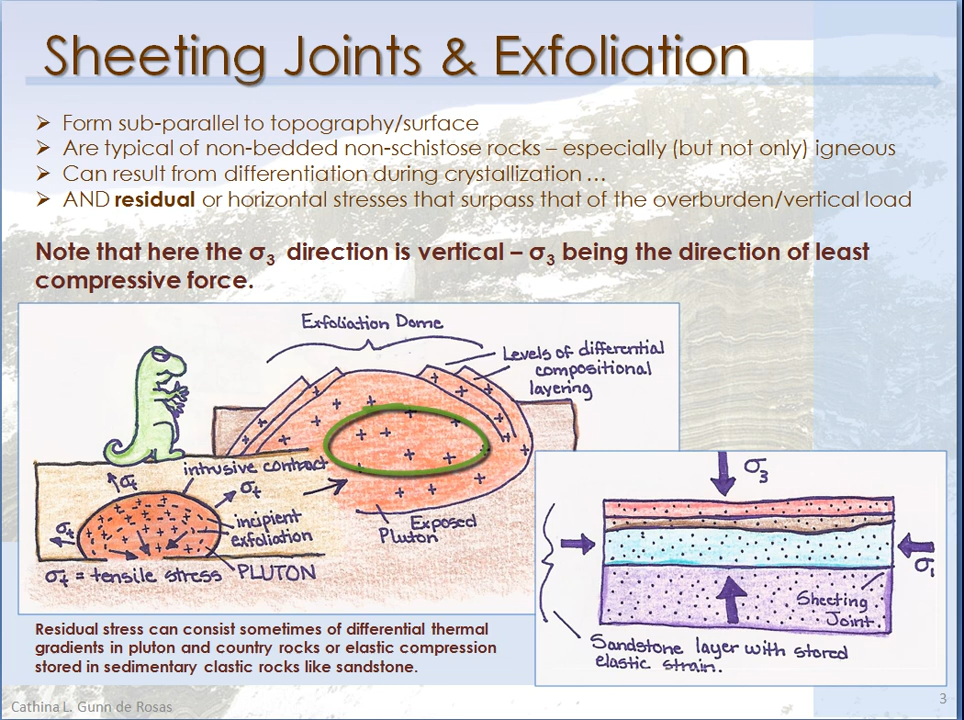 Sheeting Joints & Exfoliation
➢ Form sub-parallel to topography/surface
➢ Are typical of non-bedded non-schistose rocks – especially (but not only) igneous
➢ Can result from differentiation during crystallization …
➢ AND residual or horizontal stresses that surpass that of the overburden/vertical load
Note that here the σ3 direction is vertical – σ3 being the direction of least
compressive force.
Exfoliation Dome
Levels of differential
compositional
layering
intrusive contact
σt
σt
σt
incipient
exfoliation
σt = tensile stress
PLUTON
Exposed
Pluton
σ3
σ1
Sheeting
Joint
Sandstone layer with stored
elastic strain.
Residual stress can consist sometimes of differential thermal
gradients in pluton and country rocks or elastic compression
stored in sedimentary clastic rocks like sandstone.
Cathina L. Gunn de Rosas
3